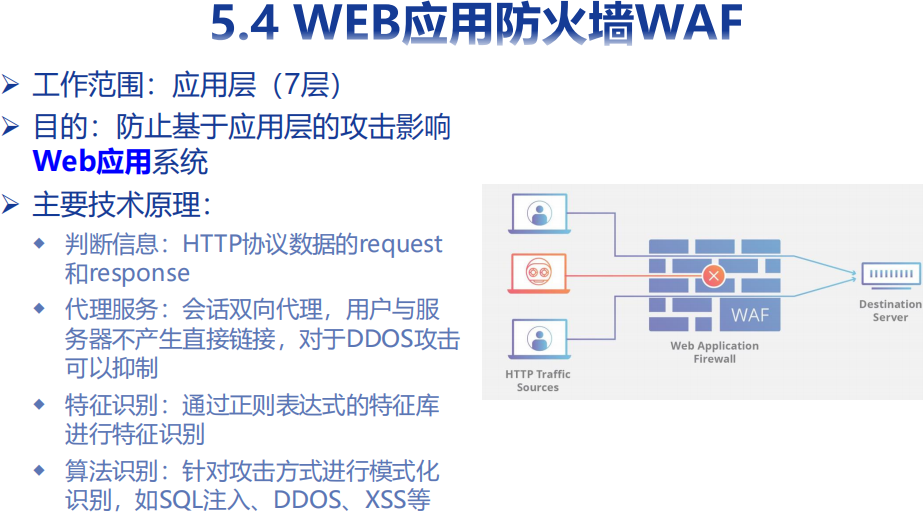 5.4 WEB应用防火墙WAF
工作范围：应用层（7层）
目的：防止基于应用层的攻击影响
Web应用系统
主要技术原理：
判断信息：HTTP协议数据的request
和response
代理服务：会话双向代理，用户与服
务器不产生直接链接，对于DDOS攻击
可以抑制
特征识别：通过正则表达式的特征库
进行特征识别
算法识别：针对攻击方式进行模式化
识别，如SQL注入、DDOS、XSS等
HTTP Traffic
Sources
WAF
Web Application
Firewall
Destination
Server